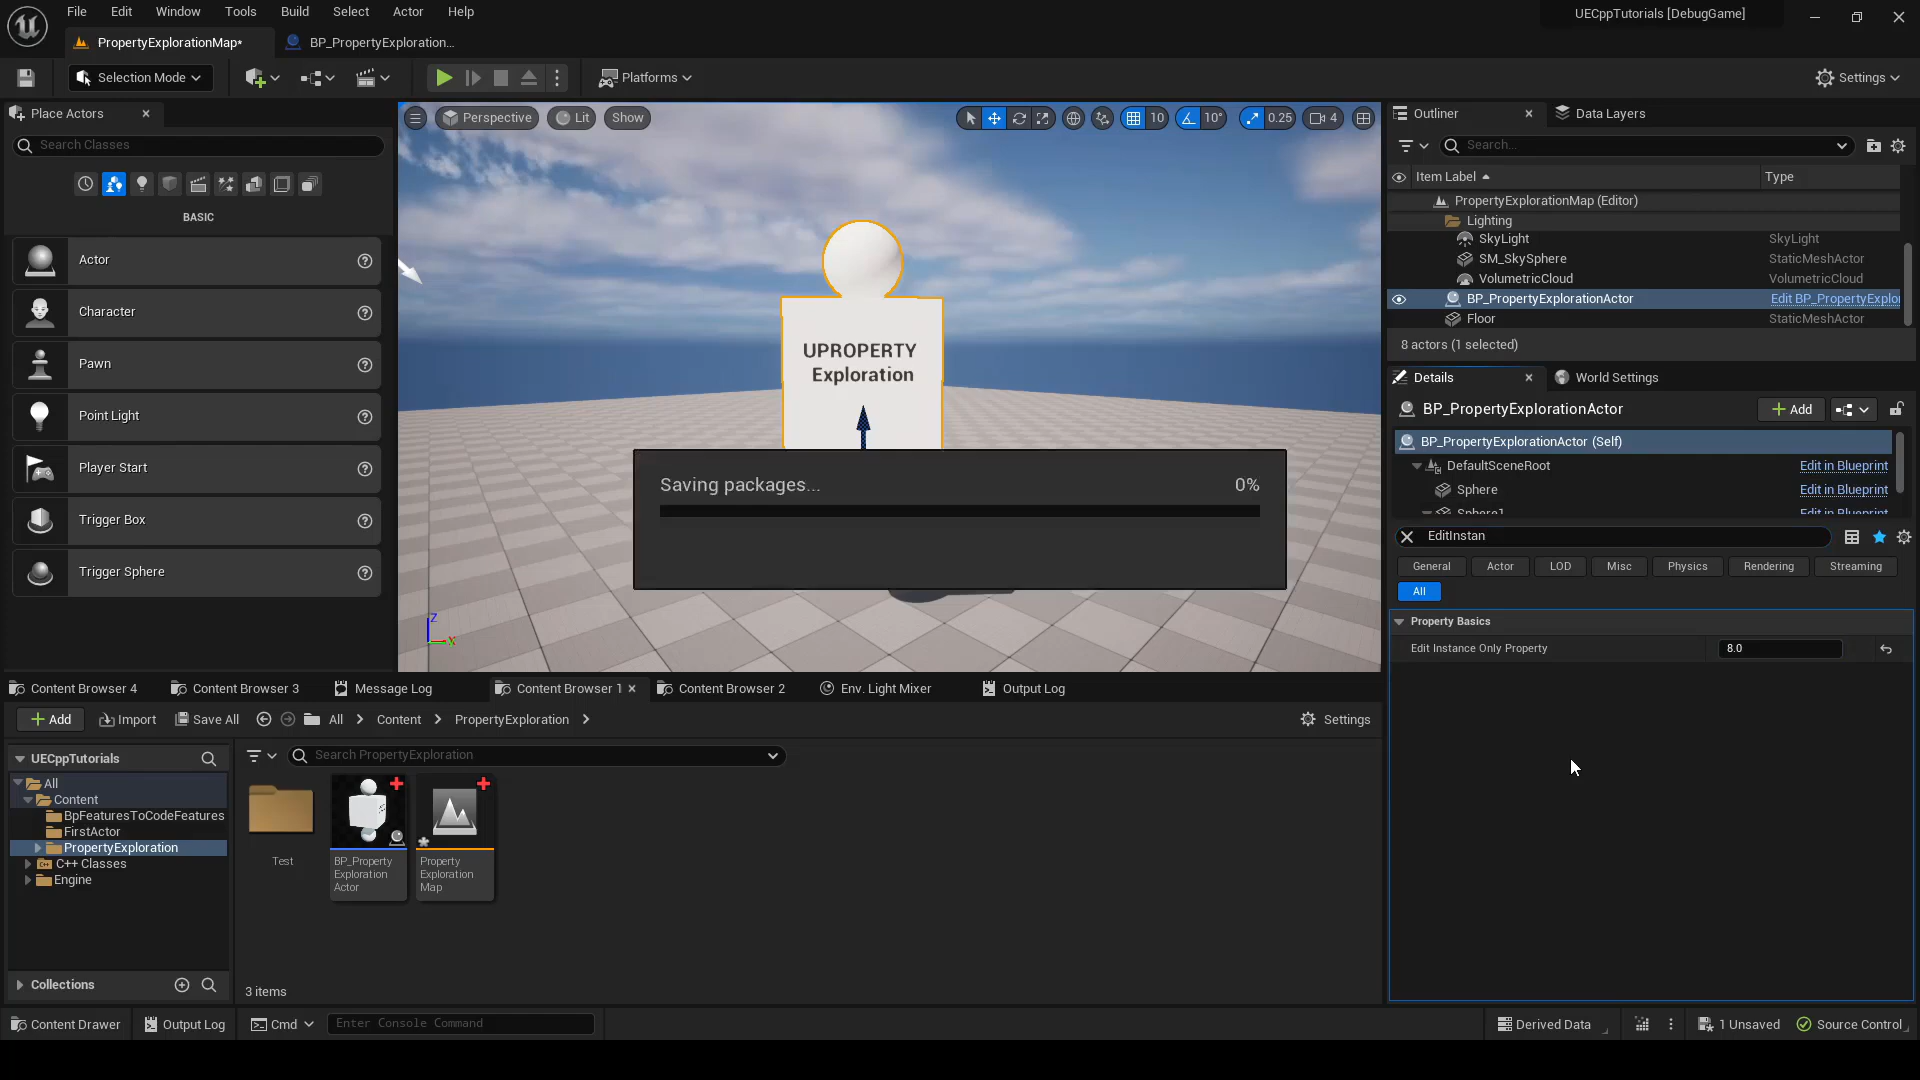 File Edit Window Tools Build Select Actor Help
UECppTutorials [DebugGame]
PropertyExplorationMap*
BP_PropertyExploration...
Selection Mode
Platforms
Settings
Place Actors
Search Classes
BASIC
Actor
Character
Pawn
Point Light
Player Start
Trigger Box
Trigger Sphere
Perspective
Lit
Show
10
10°
0.25
4
UPROPERTY
Exploration
Saving packages...
0%
Z
X
Outliner
Data Layers
Search...
Item Label
Type
PropertyExplorationMap (Editor)
Lighting
SkyLight
SkyLight
SM_SkySphere
StaticMeshActor
VolumetricCloud
VolumetricCloud
BP_PropertyExplorationActor
Edit BP_PropertyExplor
Floor
StaticMeshActor
8 actors (1 selected)
Details
World Settings
BP_PropertyExplorationActor
Add
BP_PropertyExplorationActor (Self)
DefaultSceneRoot
Edit in Blueprint
Sphere
Edit in Blueprint
Sphere1
Edit in Blueprint
EditInstan
General
Actor
LOD
Misc
Physics
Rendering
Streaming
All
Property Basics
Edit Instance Only Property
8.0
Content Browser 4
Content Browser 3
Message Log
Content Browser 1
Content Browser 2
Env. Light Mixer
Output Log
Add
Import
Save All
All
Content
PropertyExploration
Settings
UECppTutorials
Search PropertyExploration
All
Content
BpFeaturesToCodeFeatures
FirstActor
PropertyExploration
C++ Classes
Engine
Test
BP_Property
Exploration
Actor
Property
Exploration
Map
Collections
3 items
Content Drawer
Output Log
Cmd
Enter Console Command
Derived Data
1 Unsaved
Source Control